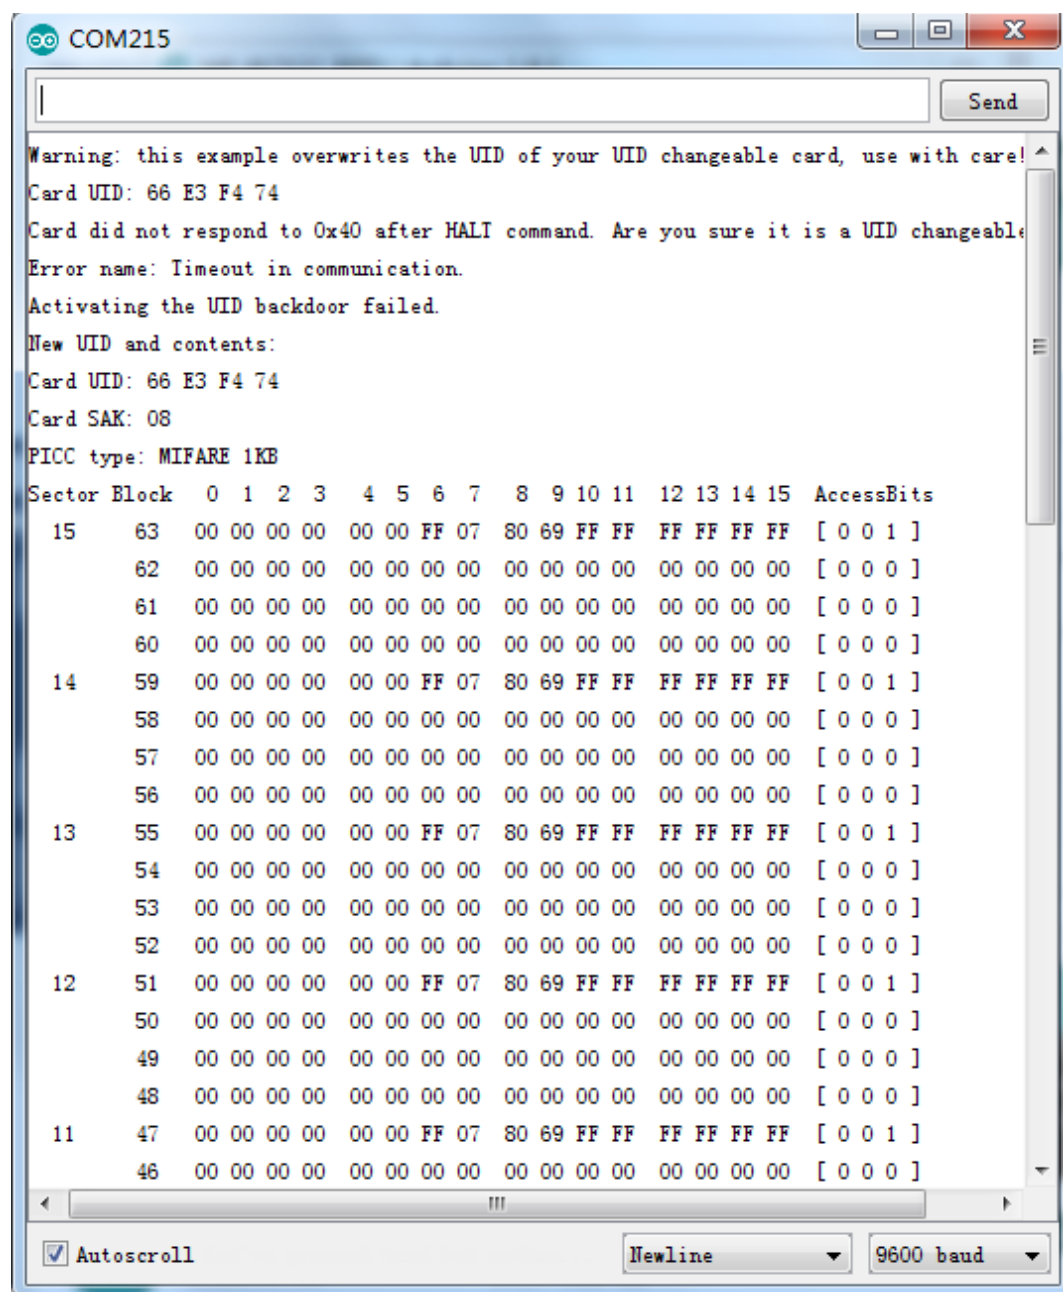 COM215
Send
Warning: this example overwrites the UID of your UID changeable card, use with care!
Card UID: 66 E3 F4 74
Card did not respond to 0x40 after HALT command. Are you sure it is a UID changeable
Error name: Timeout in communication.
Activating the UID backdoor failed.
New UID and contents:
Card UID: 66 E3 F4 74
Card SAK: 08
PICC type: MIFARE 1KB
Sector Block 0 1 2 3 4 5 6 7 8 9 10 11 12 13 14 15 AccessBits
15 63 00 00 00 00 00 00 FF 07 80 69 FF FF FF FF FF FF [ 0 0 1 ]
62 00 00 00 00 00 00 00 00 00 00 00 00 00 00 00 00 [ 0 0 0 ]
61 00 00 00 00 00 00 00 00 00 00 00 00 00 00 00 00 [ 0 0 0 ]
60 00 00 00 00 00 00 00 00 00 00 00 00 00 00 00 00 [ 0 0 0 ]
14 59 00 00 00 00 00 00 FF 07 80 69 FF FF FF FF FF FF [ 0 0 1 ]
58 00 00 00 00 00 00 00 00 00 00 00 00 00 00 00 00 [ 0 0 0 ]
57 00 00 00 00 00 00 00 00 00 00 00 00 00 00 00 00 [ 0 0 0 ]
56 00 00 00 00 00 00 00 00 00 00 00 00 00 00 00 00 [ 0 0 0 ]
13 55 00 00 00 00 00 00 FF 07 80 69 FF FF FF FF FF FF [ 0 0 1 ]
54 00 00 00 00 00 00 00 00 00 00 00 00 00 00 00 00 [ 0 0 0 ]
53 00 00 00 00 00 00 00 00 00 00 00 00 00 00 00 00 [ 0 0 0 ]
52 00 00 00 00 00 00 00 00 00 00 00 00 00 00 00 00 [ 0 0 0 ]
12 51 00 00 00 00 00 00 FF 07 80 69 FF FF FF FF FF FF [ 0 0 1 ]
50 00 00 00 00 00 00 00 00 00 00 00 00 00 00 00 00 [ 0 0 0 ]
49 00 00 00 00 00 00 00 00 00 00 00 00 00 00 00 00 [ 0 0 0 ]
48 00 00 00 00 00 00 00 00 00 00 00 00 00 00 00 00 [ 0 0 0 ]
11 47 00 00 00 00 00 00 FF 07 80 69 FF FF FF FF FF FF [ 0 0 1 ]
46 00 00 00 00 00 00 00 00 00 00 00 00 00 00 00 00 [ 0 0 0 ]
Autoscroll
Newline
9600 baud